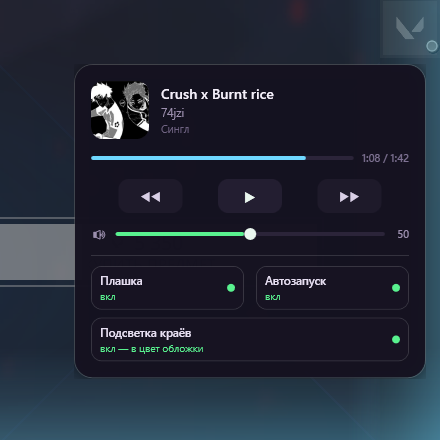 Crush x Burnt rice
74jzi
Сингл
1:08 / 1:42
50
Плашка
вкл
Автозапуск
вкл
Подсветка краёв
вкл — в цвет обложки